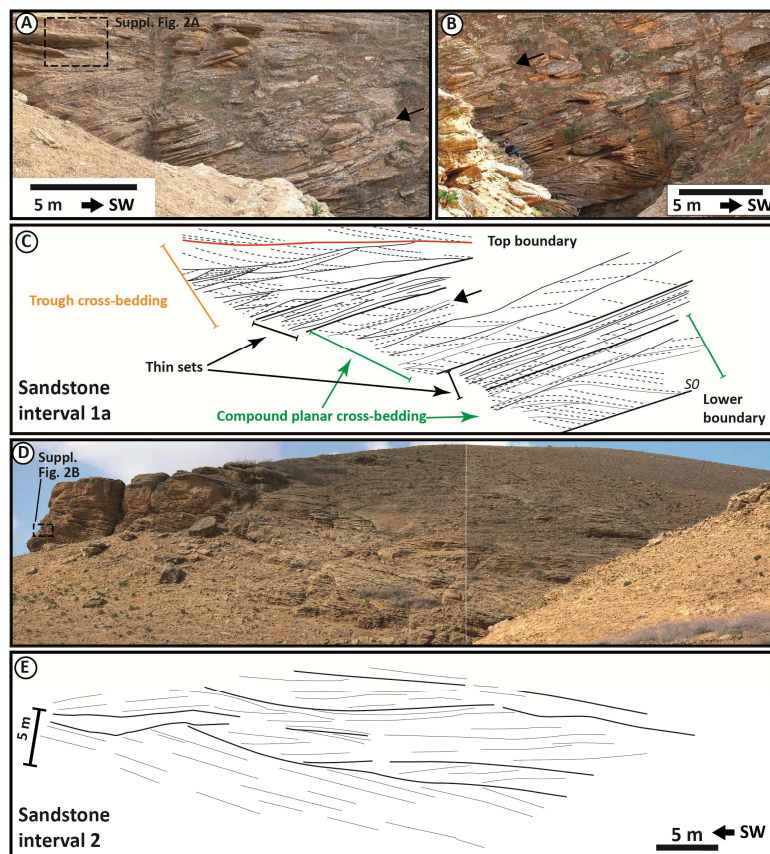 A
Suppl. Fig. 2A
5 m
SW
B
5 m
SW
C
Top boundary
Trough cross-bedding
Thin sets
Sandstone
interval 1a
Compound planar cross-bedding
S0
Lower
boundary
D
Suppl.
Fig. 2B
E
5 m
Sandstone
interval 2
SW
5 m